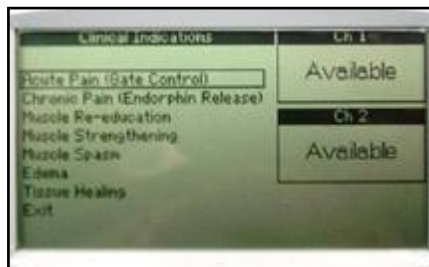 Clinical Indications
Acute Pain (Gate Control)
Chronic Pain (Endorphin Release)
Muscle Re-education
Muscle Strengthening
Muscle Spasm
Edema
Tissue Healing
Exit
Ch 1
Available
Ch 2
Available